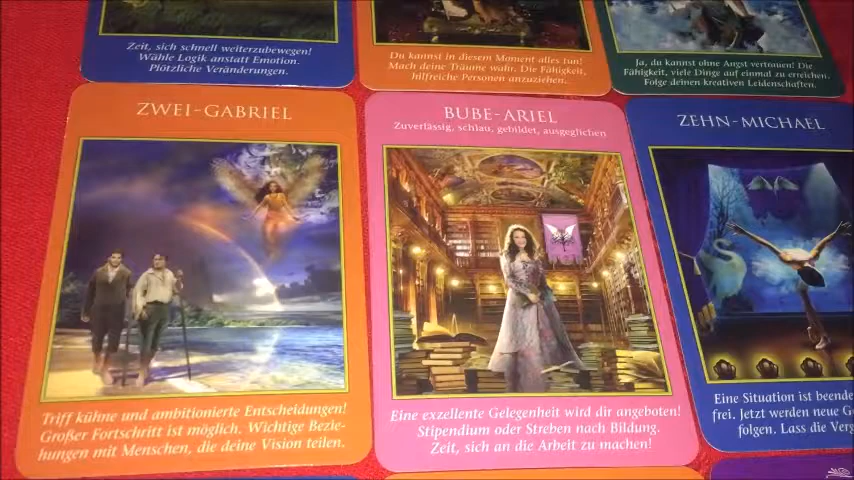 Zeit, sich schnell weiterzubewegen!
Wähle Logik anstatt Emotion.
Plötzliche Veränderungen.
Du kannst in diesem Moment alles tun!
Mach deine Träume wahr. Die Fähigkeit,
hilfreiche Personen anzuziehen.
Ja, du kannst der Angst vertrauen! Die
Fähigkeit, viele Dinge auf einmal zu erreichen.
Folge deinen kreativen Leidenschaften.
ZWEI-GABRIEL
Triff kühne und ambitionierte Entscheidungen!
Großer Fortschritt ist möglich. Wichtige Bezie-
hungen mit Menschen, die deine Vision teilen.
BUBE-ARIEL
Zuverlässig, schlau, gebildet, ausgeglichen
Eine exzellente Gelegenheit wird dir angeboten!
Stipendium oder Streben nach Bildung.
Zeit, sich an die Arbeit zu machen!
ZEHN-MICHAEL
Eine Situation ist
frei. Jetzt werden neue
folgen. Lass die